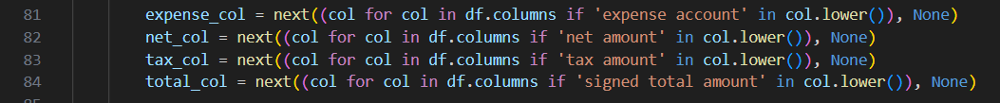 81 expense_col = next((col for col in df.columns if 'expense account' in col.lower()), None)
82 net_col = next((col for col in df.columns if 'net amount' in col.lower()), None)
83 tax_col = next((col for col in df.columns if 'tax amount' in col.lower()), None)
84 total_col = next((col for col in df.columns if 'signed total amount' in col.lower()), None)